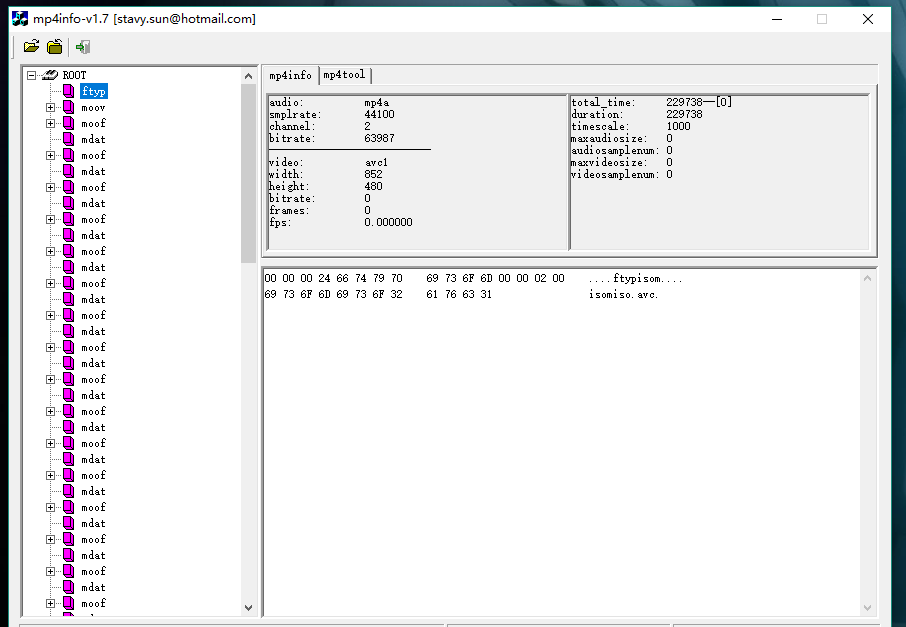 mp4info-v1.7 [stavy.sun@hotmail.com]
ROOT
ftyp
moov
moof
mdat
moof
mdat
moof
mdat
moof
mdat
moof
mdat
moof
mdat
moof
mdat
moof
mdat
moof
mdat
moof
mdat
moof
mdat
moof
mdat
moof
mdat
moof
mdat
moof
mdat
moof
mp4info mp4tool
audio: mp4a
smplrate: 44100
channel: 2
bitrate: 63987
video: avc1
width: 852
height: 480
bitrate: 0
frames: 0
fps: 0.000000
total_time: 229738—[0]
duration: 229738
timescale: 1000
maxaudiosize: 0
audiosamplenum: 0
maxvideosize: 0
videosamplenum: 0
00 00 00 24 66 74 79 70 69 73 6F 6D 00 00 02 00 ....ftypisom....
69 73 6F 6D 69 73 6F 32 61 76 63 31 isomiso.avc.